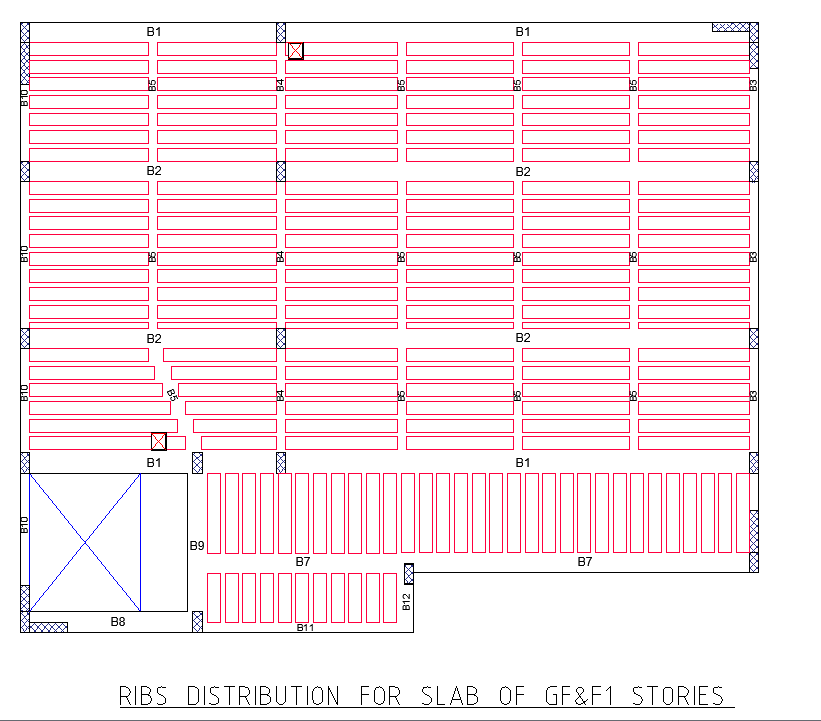 B1 B1
B10 B5 B4 B5 B5 B5 B3
B2 B2
B10 B5 B4 B5 B5 B5 B3
B2 B2
B10 B5 B4 B5 B5 B5 B3
B1 B1
B10
B9
B7 B7
B12
B8
B11
RIBS DISTRIBUTION FOR SLAB OF GF&F1 STORIES